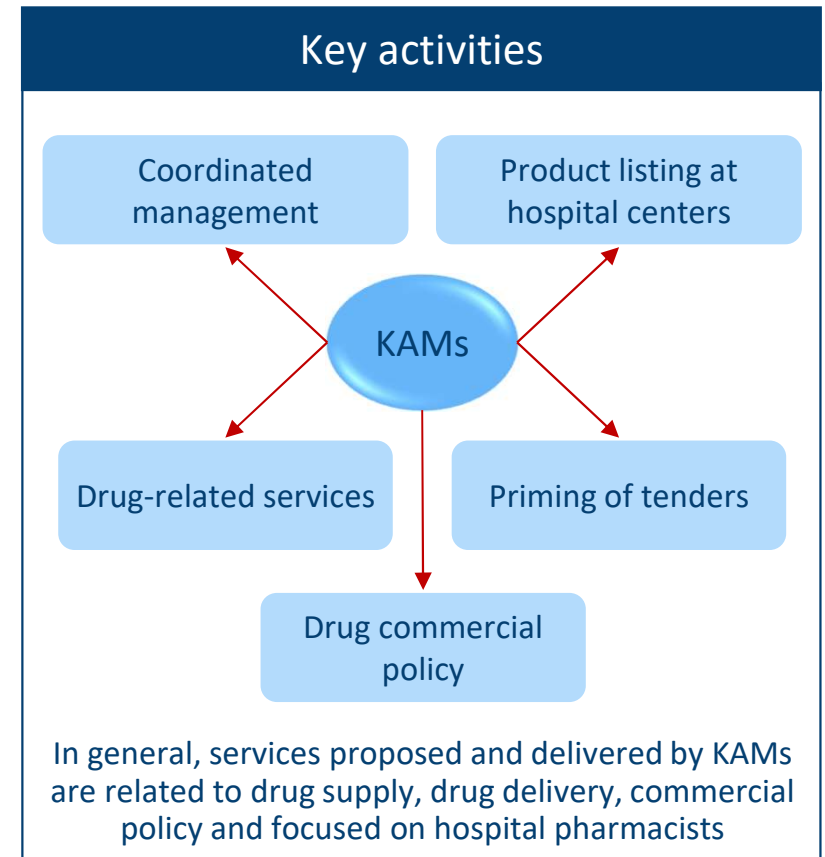 Key activities
Coordinated
management
Product listing at
hospital centers
KAMs
Drug-related services
Priming of tenders
Drug commercial
policy
In general, services proposed and delivered by KAMs
are related to drug supply, drug delivery, commercial
policy and focused on hospital pharmacists